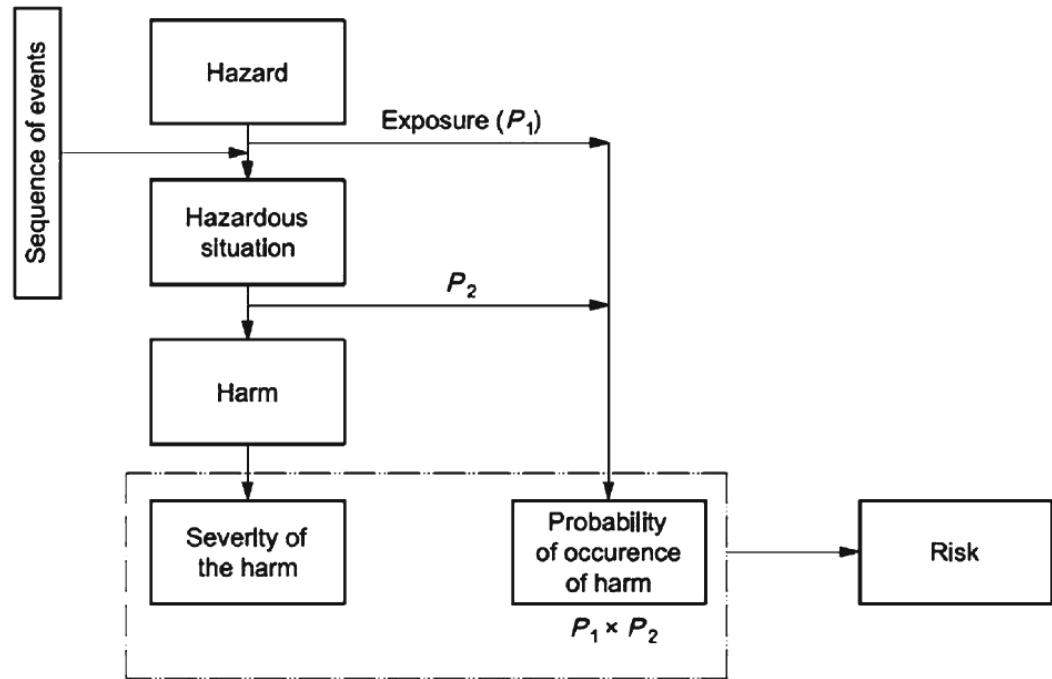 Sequence of events
Hazard
Exposure (P₁)
Hazardous
situation
P₂
Harm
Severity of
the harm
Probability
of occurence
of harm
P₁ × P₂
Risk